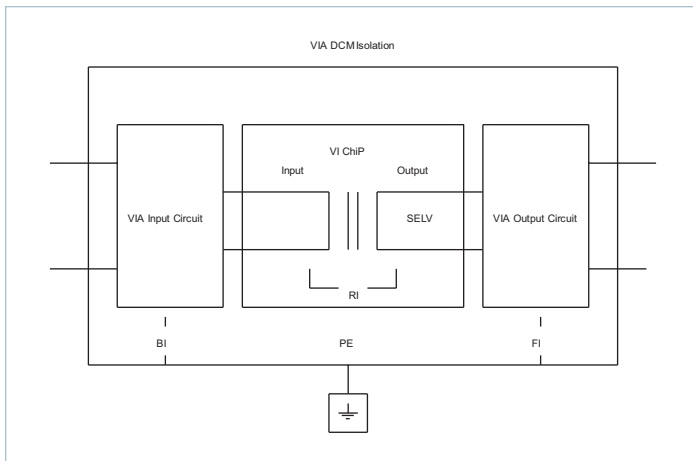 VIA DCM Isolation
VI ChiP
Input
Output
VIA Input Circuit
SELV
VIA Output Circuit
RI
BI
PE
FI